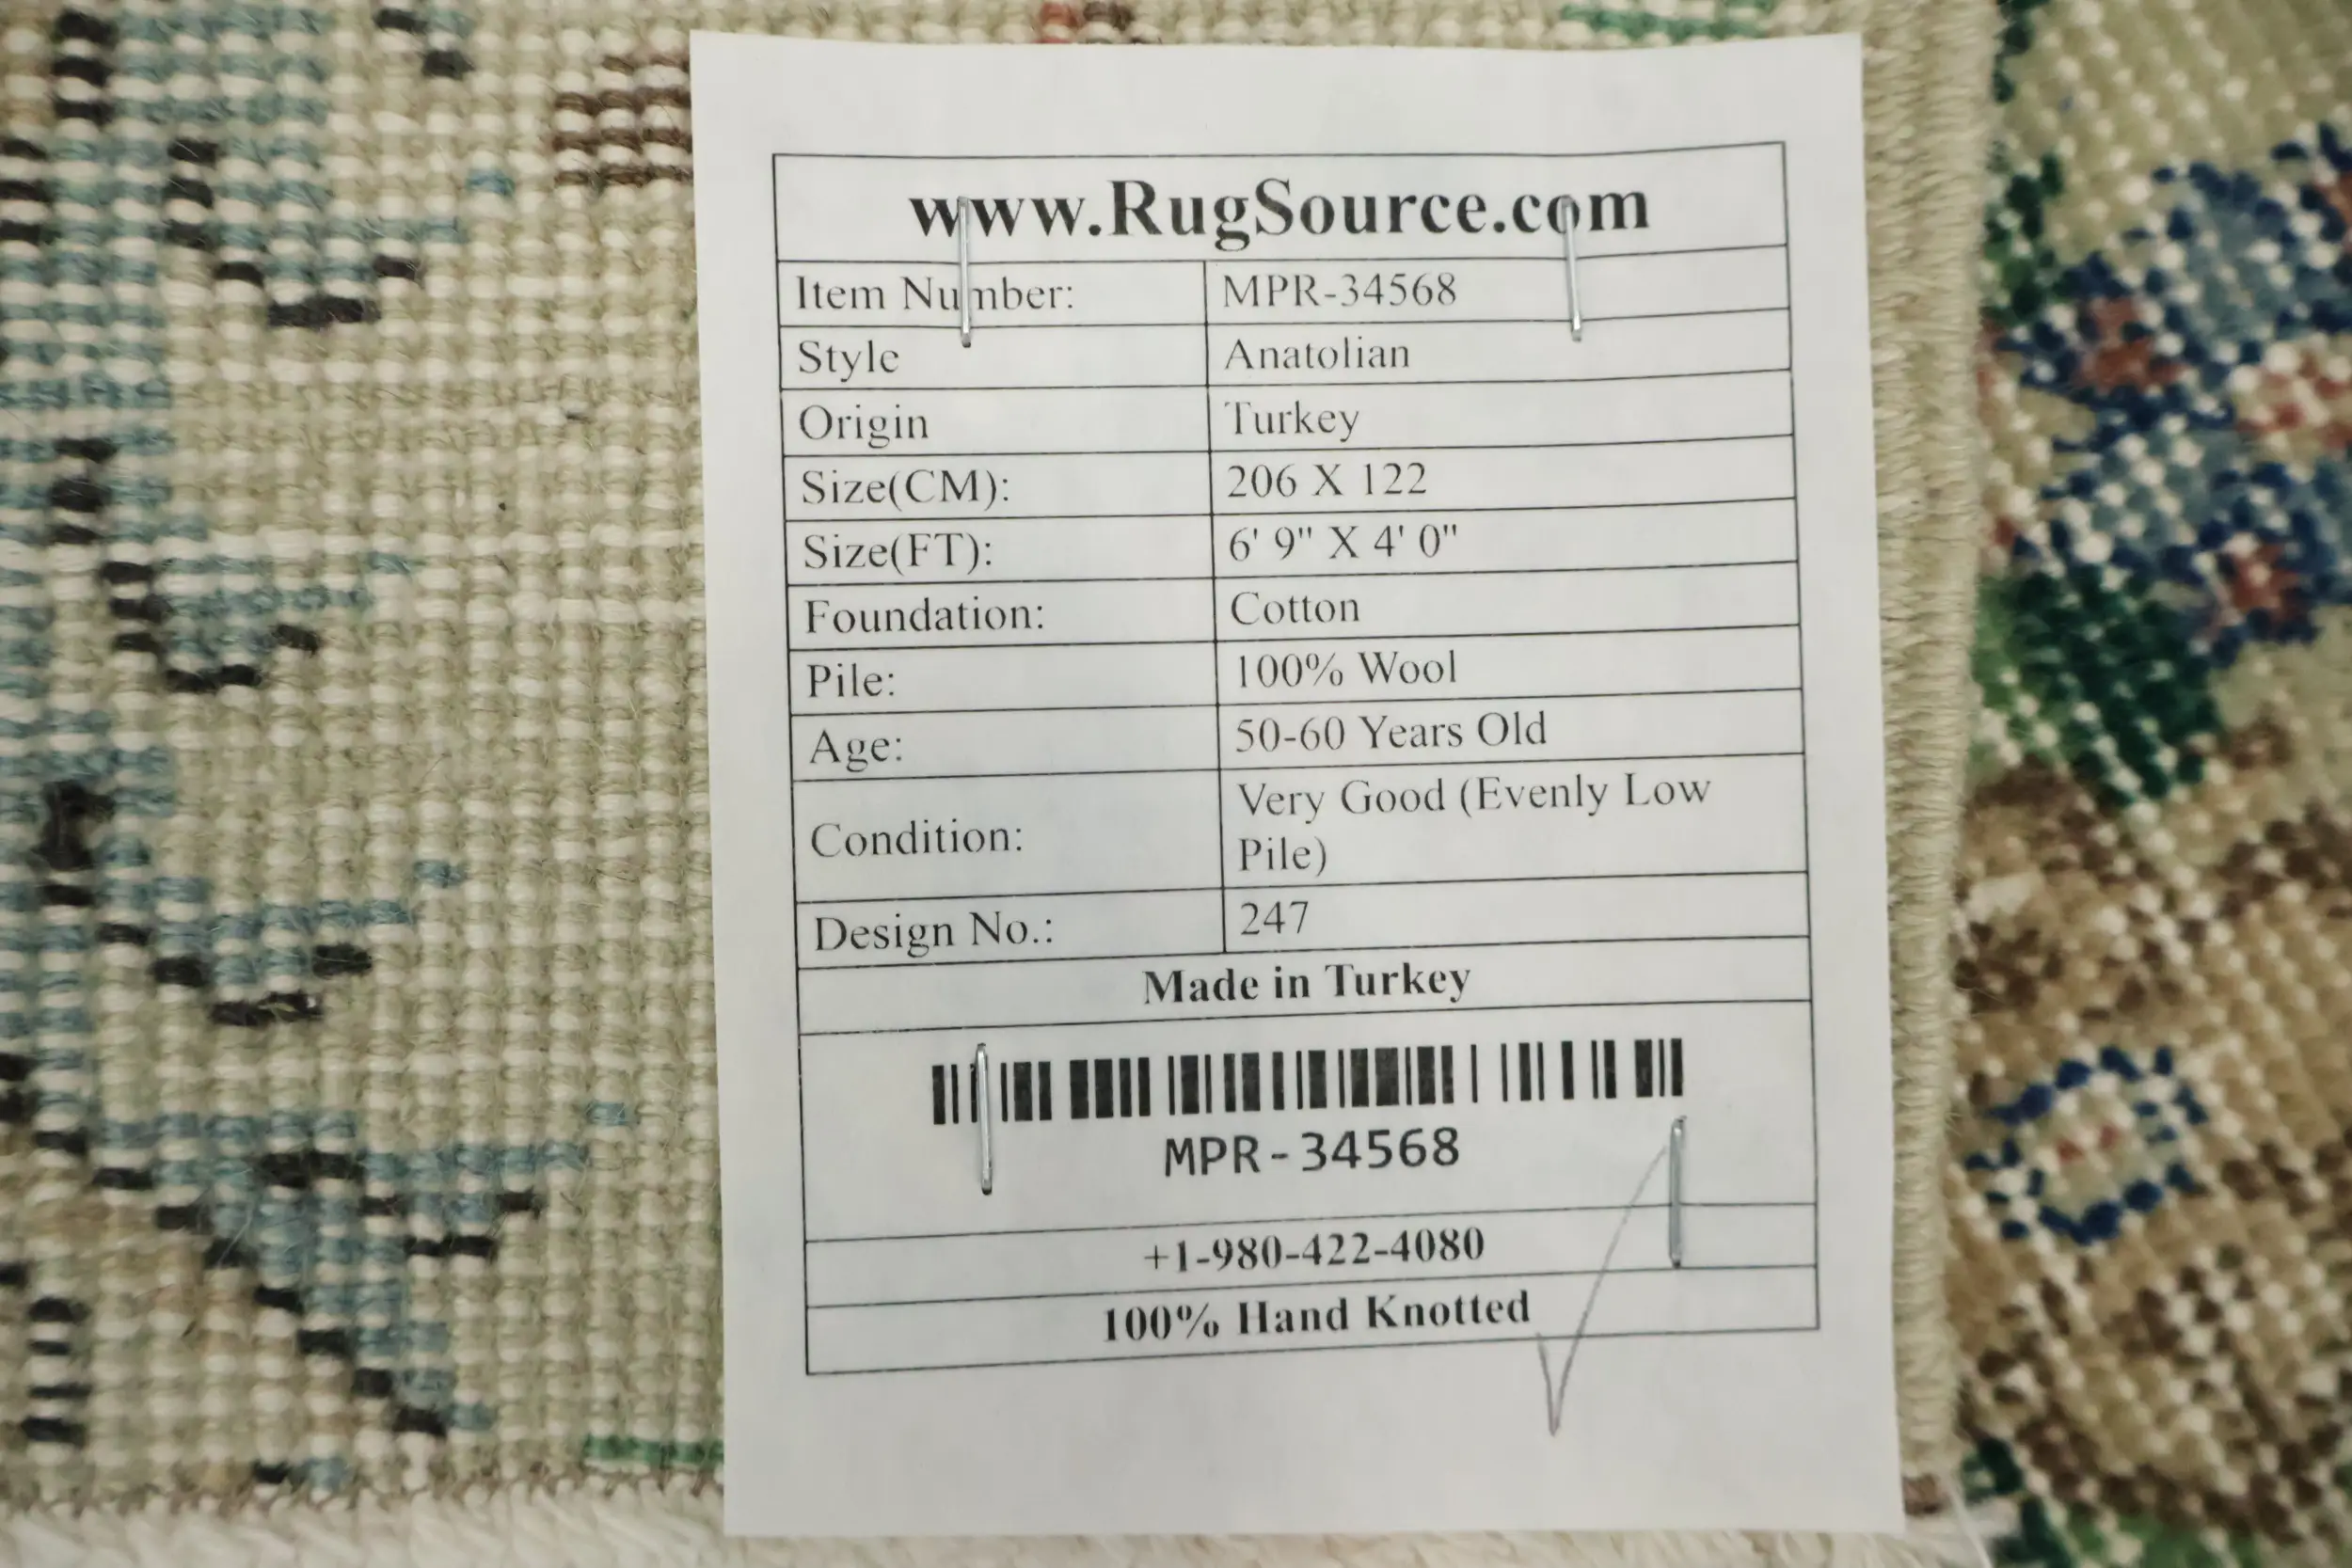 www.RugSource.com
Item Number: MPR-34568
Style Anatolian
Origin Turkey
Size(CM): 206 X 122
Size(FT): 6' 9" X 4' 0"
Foundation: Cotton
Pile: 100% Wool
Age: 50-60 Years Old
Condition: Very Good (Evenly Low
Pile)
Design No.: 247
Made in Turkey
MPR-34568
+1-980-422-4080
100% Hand Knotted